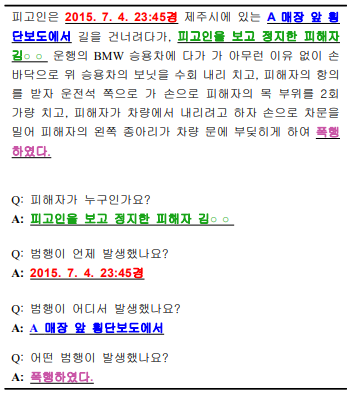 피고인은 2015. 7. 4. 23:45경 제주시에 있는 A 매장 앞 횡
단보도에서 길을 건너려다가, 피고인을 보고 정지한 피해자
김○○ 운행의 BMW 승용차에 다가 가 아무런 이유 없이 손
바닥으로 위 승용차의 보닛을 수회 내리 치고, 피해자의 항의
를 받자 운전석 쪽으로 가 손으로 피해자의 목 부위를 2회
가량 치고, 피해자가 차량에서 내리려고 하자 손으로 차문을
밀어 피해자의 왼쪽 종아리가 차량 문에 부딪히게 하여 폭행
하였다.
Q: 피해자가 누구인가요?
A: 피고인을 보고 정지한 피해자 김○○
Q: 범행이 언제 발생했나요?
A: 2015. 7. 4. 23:45경
Q: 범행이 어디서 발생했나요?
A: A 매장 앞 횡단보도에서
Q: 어떤 범행이 발생했나요?
A: 폭행하였다.